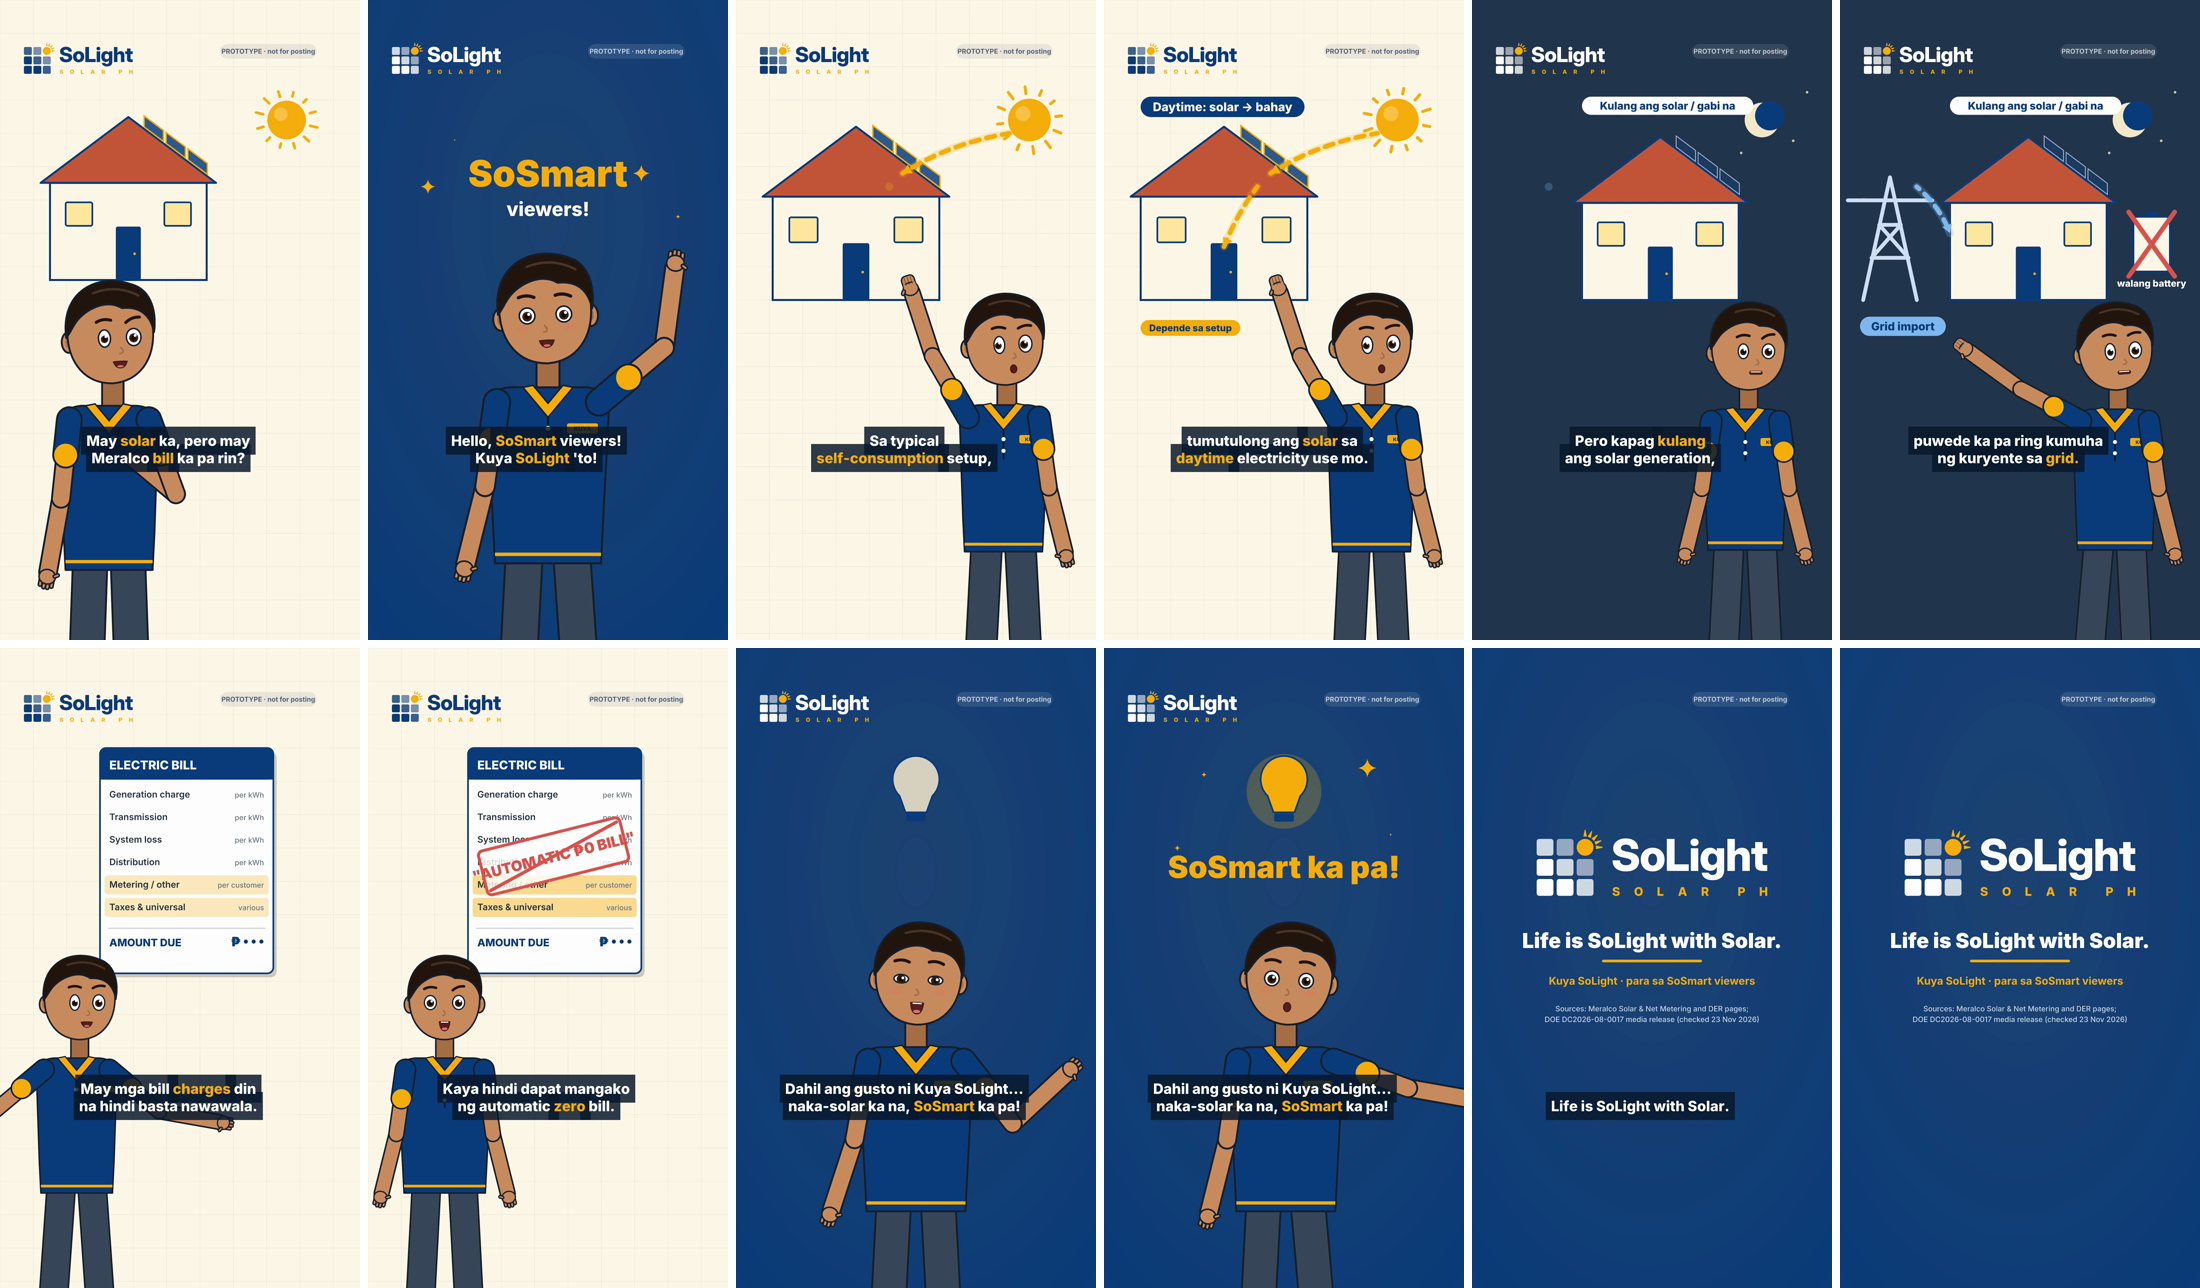 SoLight
SOLAR PH
PROTOTYPE · not for posting
May solar ka, pero may
Meralco bill ka pa rin?
SoLight
SOLAR PH
PROTOTYPE · not for posting
SoSmart
viewers!
Hello, SoSmart viewers!
Kuya SoLight 'to!
SoLight
SOLAR PH
PROTOTYPE · not for posting
Sa typical
self-consumption setup,
SoLight
SOLAR PH
PROTOTYPE · not for posting
Daytime: solar → bahay
Depende sa setup
tumutulong ang solar sa
daytime electricity use mo.
SoLight
SOLAR PH
PROTOTYPE · not for posting
Kulang ang solar / gabi na
Pero kapag kulang
ang solar generation,
SoLight
SOLAR PH
PROTOTYPE · not for posting
Kulang ang solar / gabi na
walang battery
Grid import
puwede ka pa ring kumuha
ng kuryente sa grid.
SoLight
SOLAR PH
PROTOTYPE · not for posting
ELECTRIC BILL
Generation charge per kWh
Transmission per kWh
System loss per kWh
Distribution per kWh
Metering / other per customer
Taxes & universal various
AMOUNT DUE ₱•••
May mga bill charges din
na hindi basta nawawala.
SoLight
SOLAR PH
PROTOTYPE · not for posting
ELECTRIC BILL
Generation charge per kWh
Transmission
System
"AUTOMATIC ₱0 BILL"
per customer
Taxes & universal various
AMOUNT DUE ₱•••
Kaya hindi dapat mangako
ng automatic zero bill.
SoLight
SOLAR PH
PROTOTYPE · not for posting
Dahil ang gusto ni Kuya SoLight...
naka-solar ka na, SoSmart ka pa!
SoLight
SOLAR PH
PROTOTYPE · not for posting
SoSmart ka pa!
Dahil ang gusto ni Kuya SoLight...
naka-solar ka na, SoSmart ka pa!
PROTOTYPE · not for posting
SoLight
SOLAR PH
Life is SoLight with Solar.
Kuya SoLight · para sa SoSmart viewers
Sources: Meralco Solar & Net Metering and DER pages;
DOE DC2026-08-0017 media release (checked 23 Nov 2026)
Life is SoLight with Solar.
PROTOTYPE · not for posting
SoLight
SOLAR PH
Life is SoLight with Solar.
Kuya SoLight · para sa SoSmart viewers
Sources: Meralco Solar & Net Metering and DER pages;
DOE DC2026-08-0017 media release (checked 23 Nov 2026)